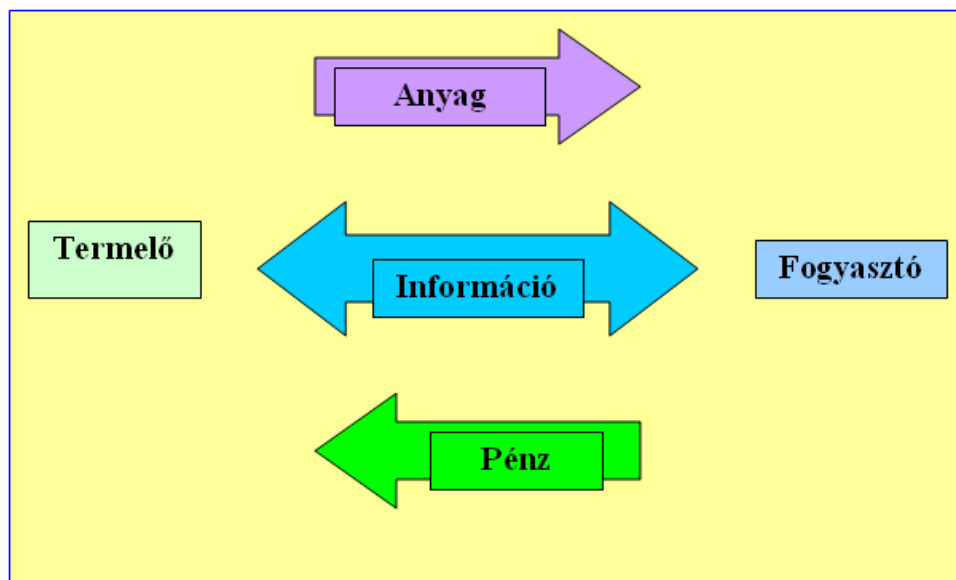 Anyag
Termelő
Információ
Fogyasztó
Pénz